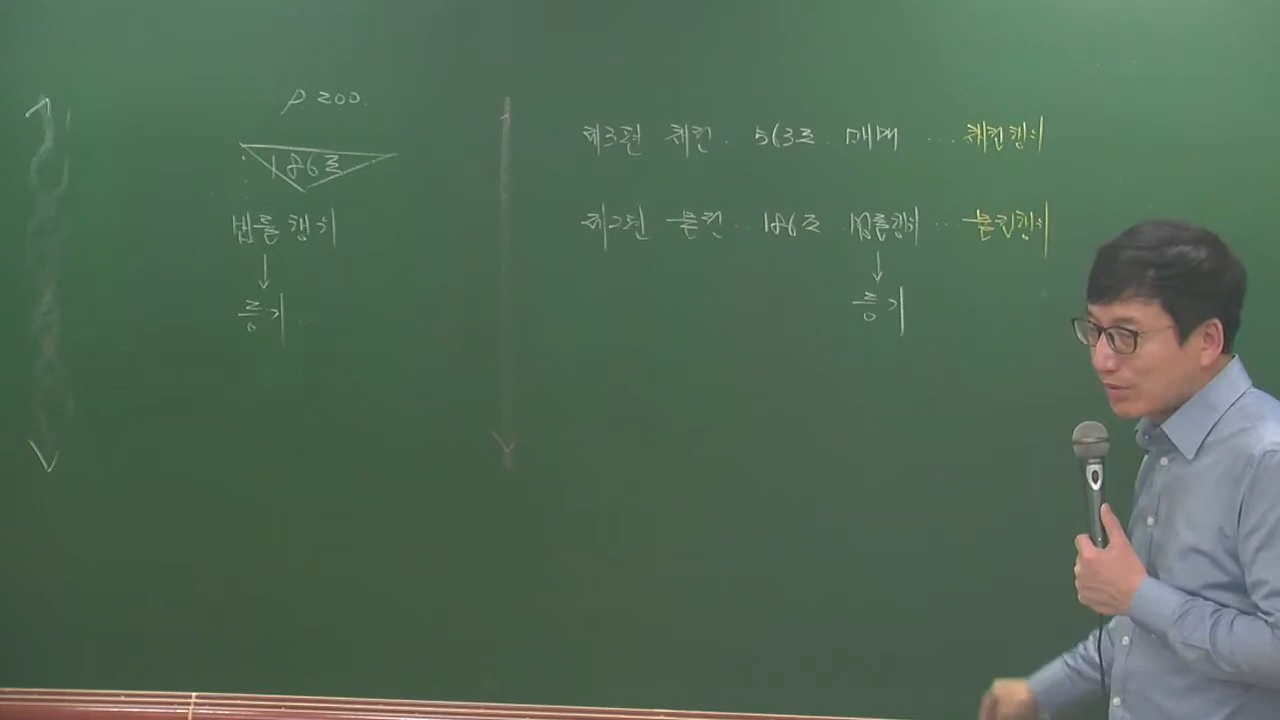 P 200.
186조
법률행위
↓
등기
제3편 채권. 563조. 매매 … 채권행위
제2편 물권 … 186조 법률행위 … 물권행위
↓
등기